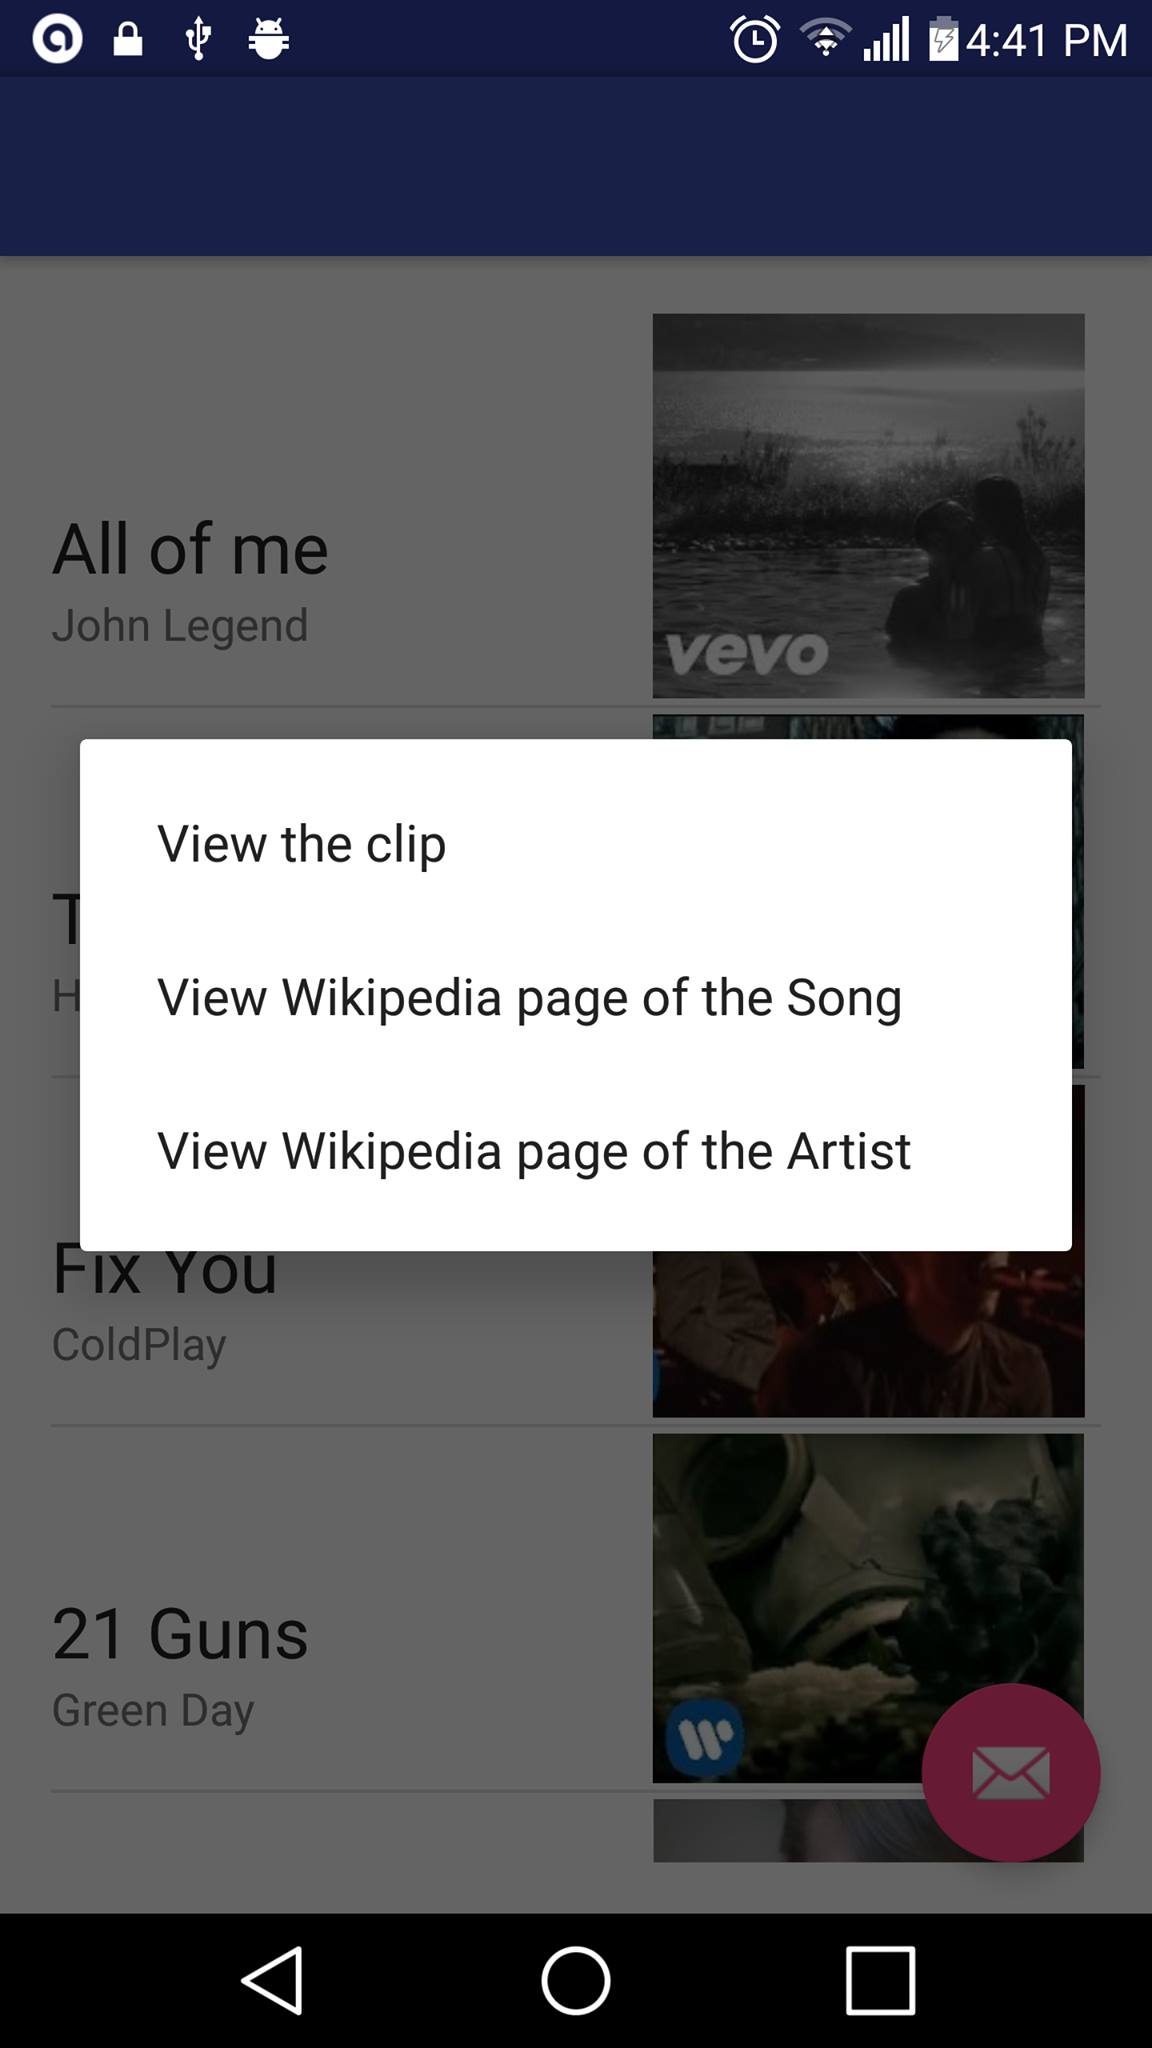 4:41 PM
vevo
All of me
John Legend
View the clip
View Wikipedia page of the Song
View Wikipedia page of the Artist
T
H
Fix You
ColdPlay
21 Guns
Green Day